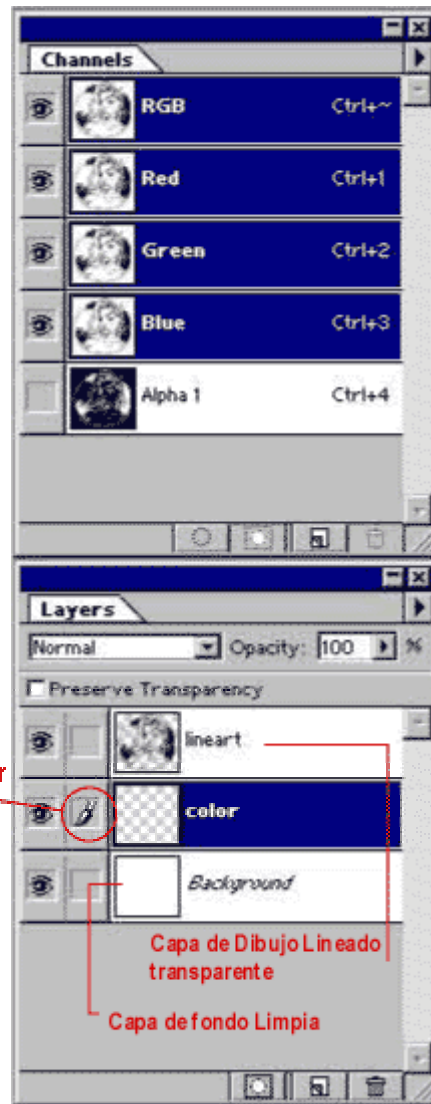 Channels
RGB Ctrl+~
Red Ctrl+1
Green Ctrl+2
Blue Ctrl+3
Alpha 1 Ctrl+4
Layers
Normal Opacity: 100 %
Preserve Transparency
lineart
r
color
Background
Capa de Dibujo Lineado
transparente
Capa de fondo Limpia